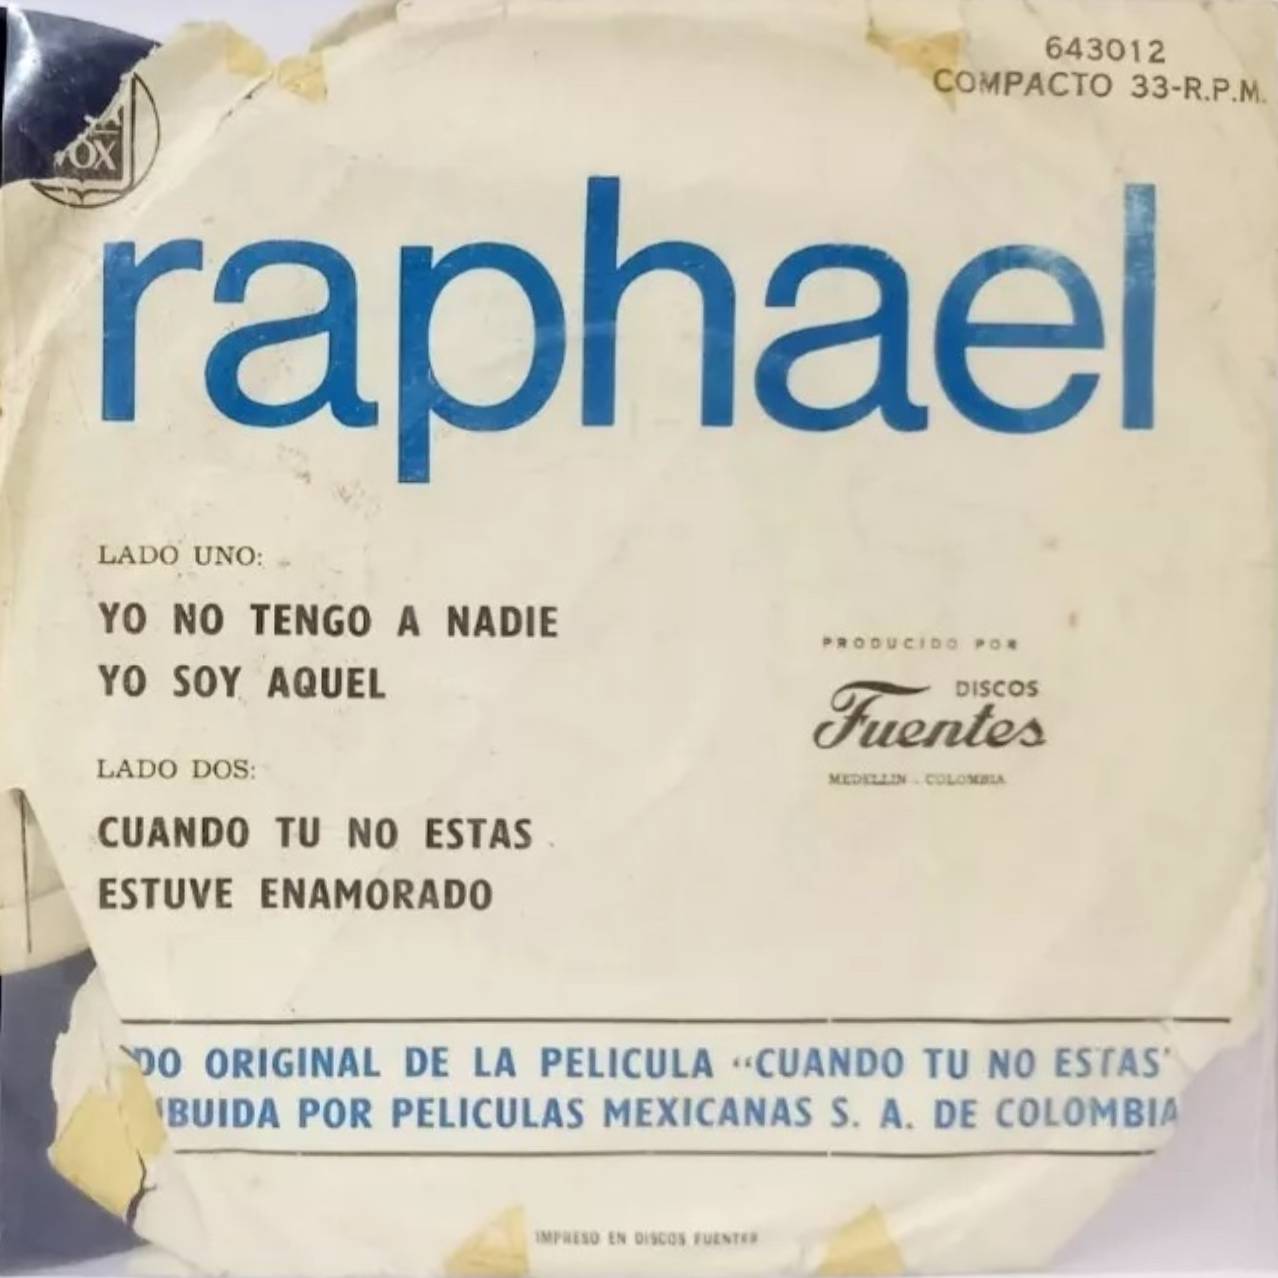 643012
COMPACTO 33-R.P.M.
VOX
raphael
LADO UNO:
YO NO TENGO A NADIE
YO SOY AQUEL
PRODUCIDO POR
DISCOS
Fuentes
MEDELLIN - COLOMBIA
LADO DOS:
CUANDO TU NO ESTAS
ESTUVE ENAMORADO
DO ORIGINAL DE LA PELICULA “CUANDO TU NO ESTAS”
IBUIDA POR PELICULAS MEXICANAS S. A. DE COLOMBIA
IMPRESO EN DISCOS FUENTES